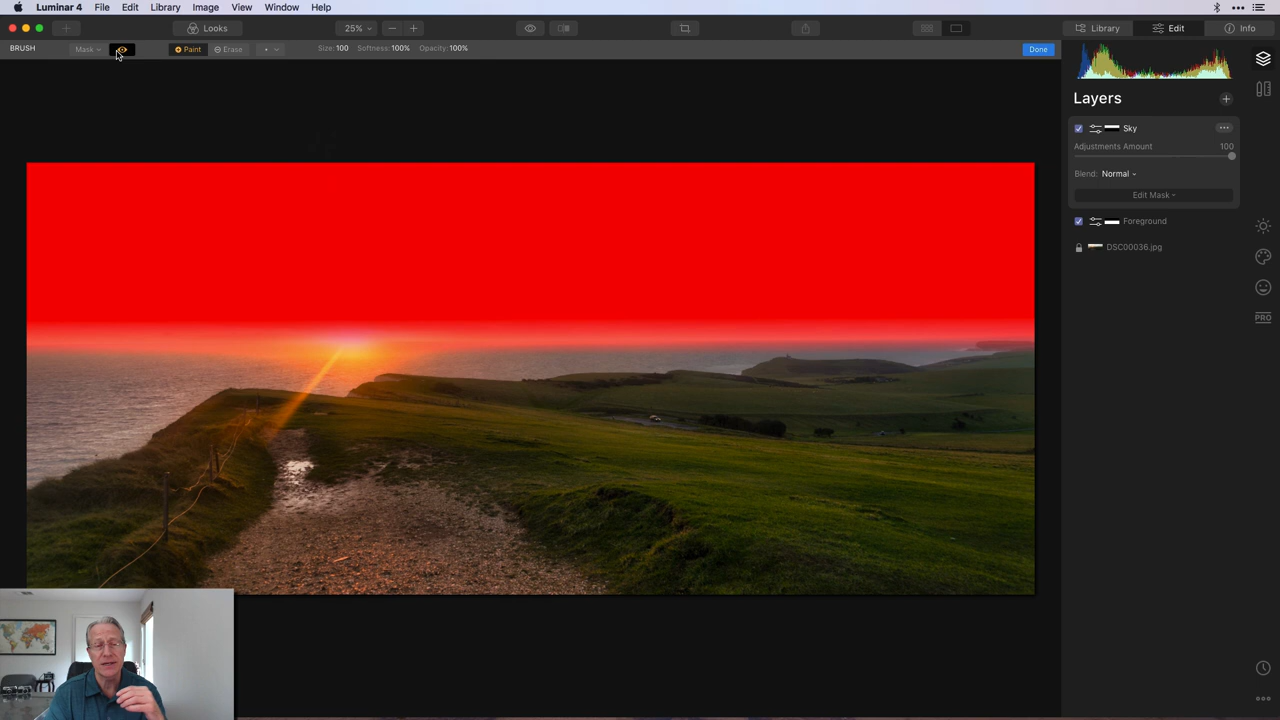 Luminar 4 File Edit Library Image View Window Help
Looks 25% Library Edit Info
BRUSH Mask Paint Erase Size: 100 Softness: 100% Opacity: 100% Done
Layers
Sky
Adjustments Amount 100
Blend: Normal
Edit Mask
Foreground
DSC00036.jpg
PRO